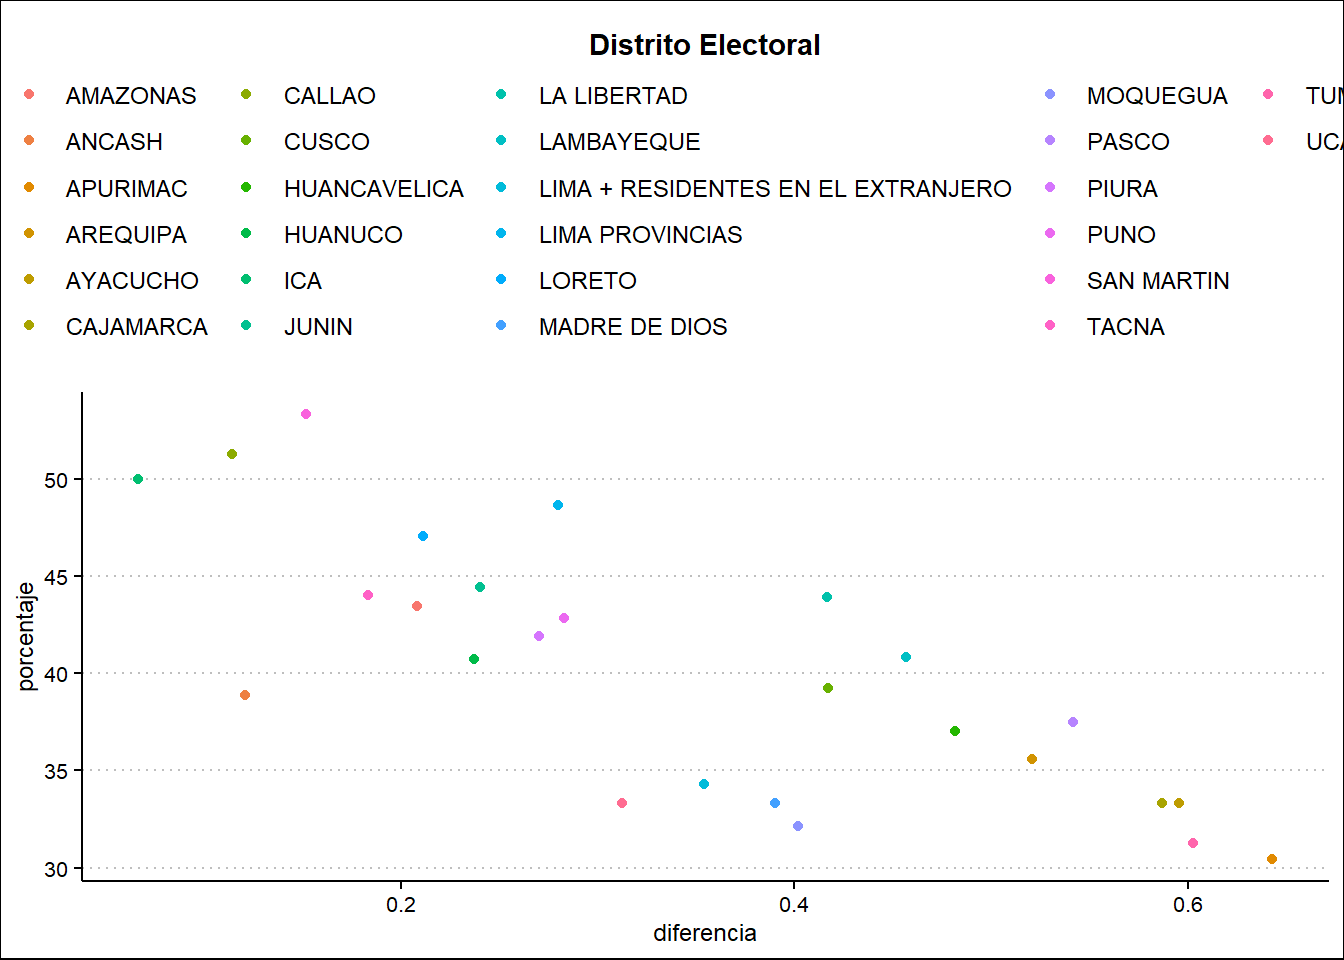 Distrito Electoral
AMAZONAS CALLAO LA LIBERTAD MOQUEGUA
ANCASH CUSCO LAMBAYEQUE PASCO
APURIMAC HUANCAVELICA LIMA + RESIDENTES EN EL EXTRANJERO PIURA
AREQUIPA HUANUCO LIMA PROVINCIAS PUNO
AYACUCHO ICA LORETO SAN MARTIN
CAJAMARCA JUNIN MADRE DE DIOS TACNA
50
45
40
35
30
porcentaje
0.2 0.4 0.6
diferencia